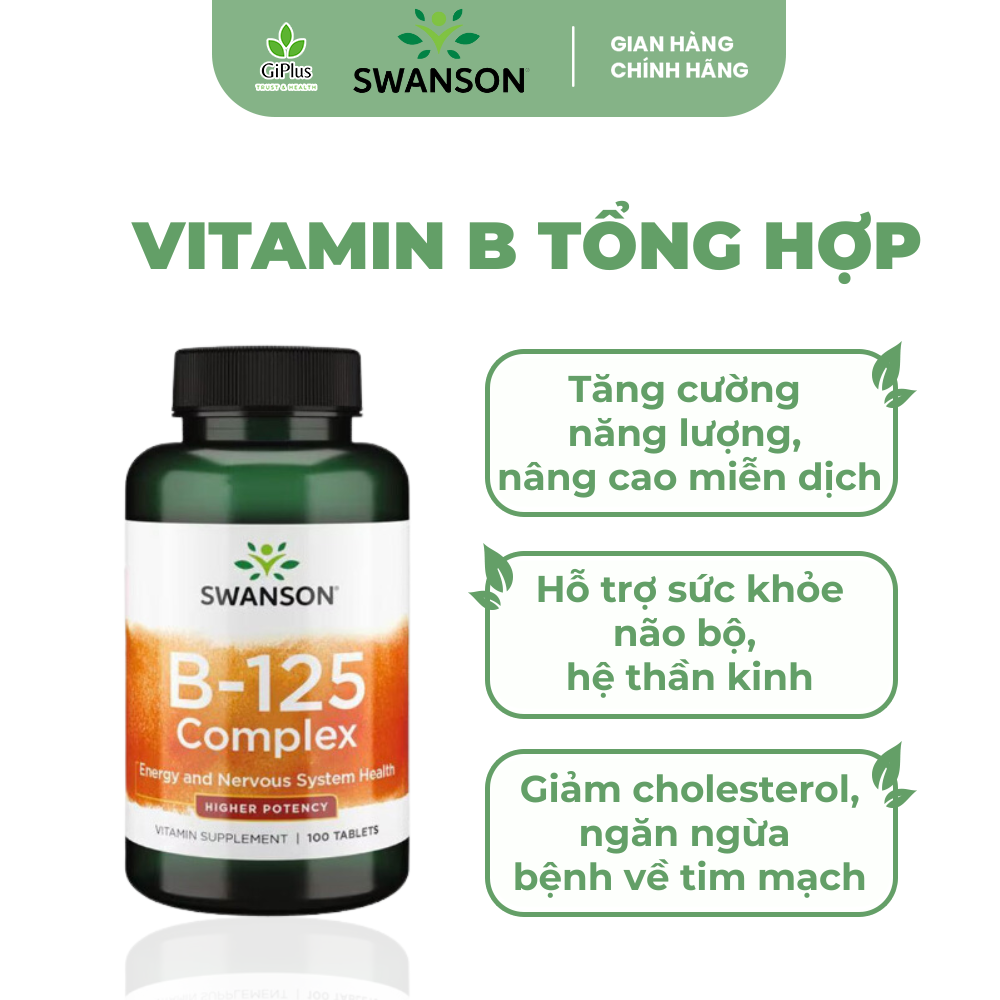 GiPlus
TRUST & HEALTH
SWANSON
GIAN HÀNG
CHÍNH HÃNG
VITAMIN B TỔNG HỢP
SWANSON
B-125
Complex
Energy and Nervous System Health
HIGHER POTENCY
VITAMIN SUPPLEMENT | 100 TABLETS
Tăng cường
năng lượng,
nâng cao miễn dịch
Hỗ trợ sức khỏe
não bộ,
hệ thần kinh
Giảm cholesterol,
ngăn ngừa
bệnh về tim mạch